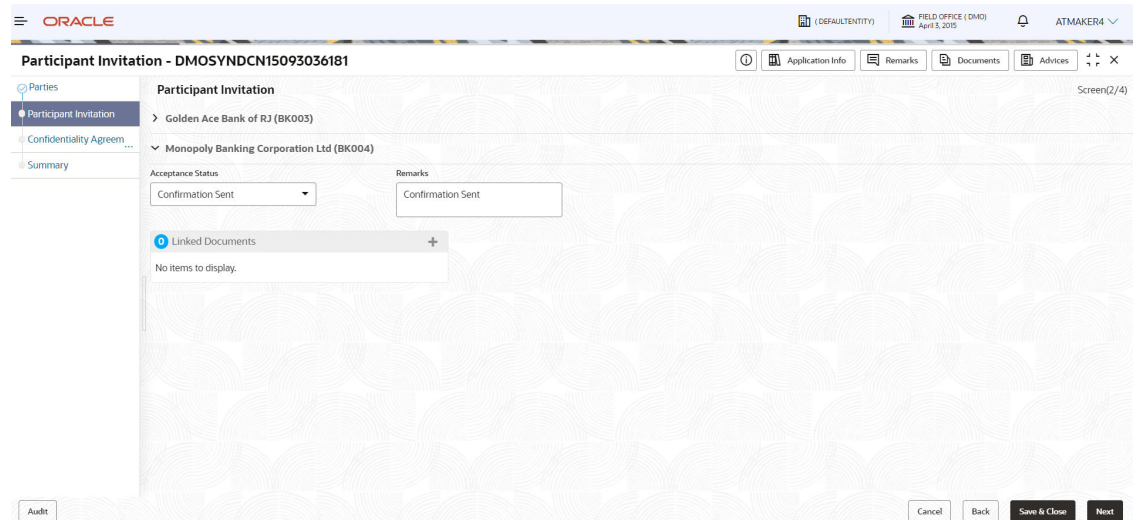 ORACLE
(DEFAULTENTITY)
FIELD OFFICE ( DMO)
April 3, 2015
ATMAKER4
Participant Invitation - DMOSYNDCN15093036181
Application Info
Remarks
Documents
Advices
Parties
Participant Invitation
Confidentiality Agreem...
Summary
Participant Invitation
Screen(2/4)
Golden Ace Bank of RJ (BK003)
Monopoly Banking Corporation Ltd (BK004)
Acceptance Status
Remarks
Confirmation Sent
Confirmation Sent
0 Linked Documents
No items to display.
Audit
Cancel
Back
Save & Close
Next